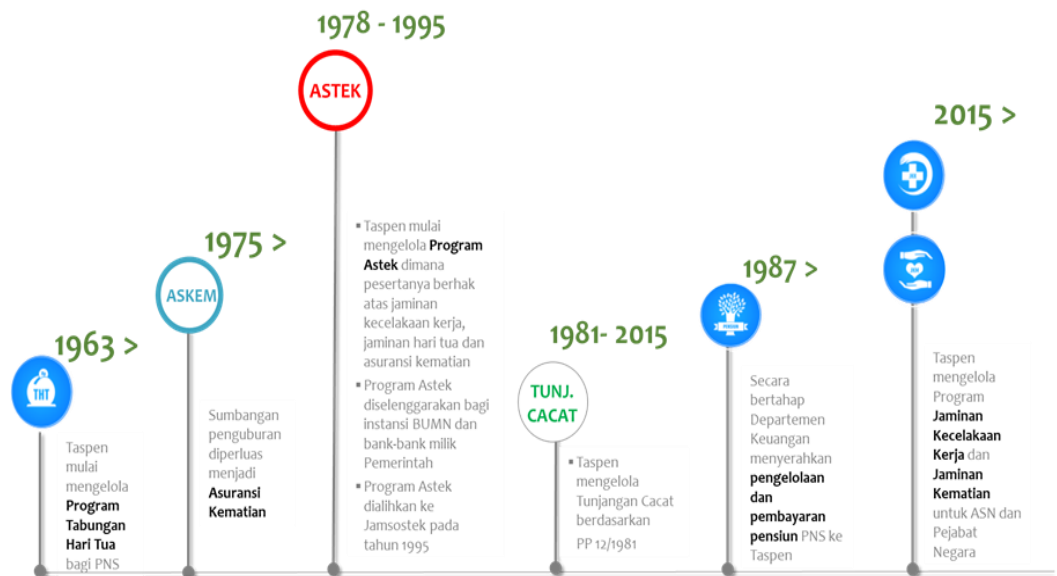 1963 >
THT
Taspen
mulai
mengelola
Program
Tabungan
Hari Tua
bagi PNS
1975 >
ASKEM
Sumbangan
penguburan
diperluas
menjadi
Asuransi
Kematian
1978 - 1995
ASTEK
▪ Taspen mulai
mengelola Program
Astek dimana
pesertanya berhak
atas jaminan
kecelakaan kerja,
jaminan hari tua dan
asuransi kematian
▪ Program Astek
diselenggarakan bagi
instansi BUMN dan
bank-bank milik
Pemerintah
▪ Program Astek
dialihkan ke
Jamsostek pada
tahun 1995
1981- 2015
TUNJ.
CACAT
▪ Taspen
mengelola
Tunjangan Cacat
berdasarkan
PP 12/1981
1987 >
PENSIUN
Secara
bertahap
Departemen
Keuangan
menyerahkan
pengelolaan
dan
pembayaran
pensiun PNS ke
Taspen
2015 >
Taspen
mengelola
Program
Jaminan
Kecelakaan
Kerja dan
Jaminan
Kematian
untuk ASN dan
Pejabat
Negara